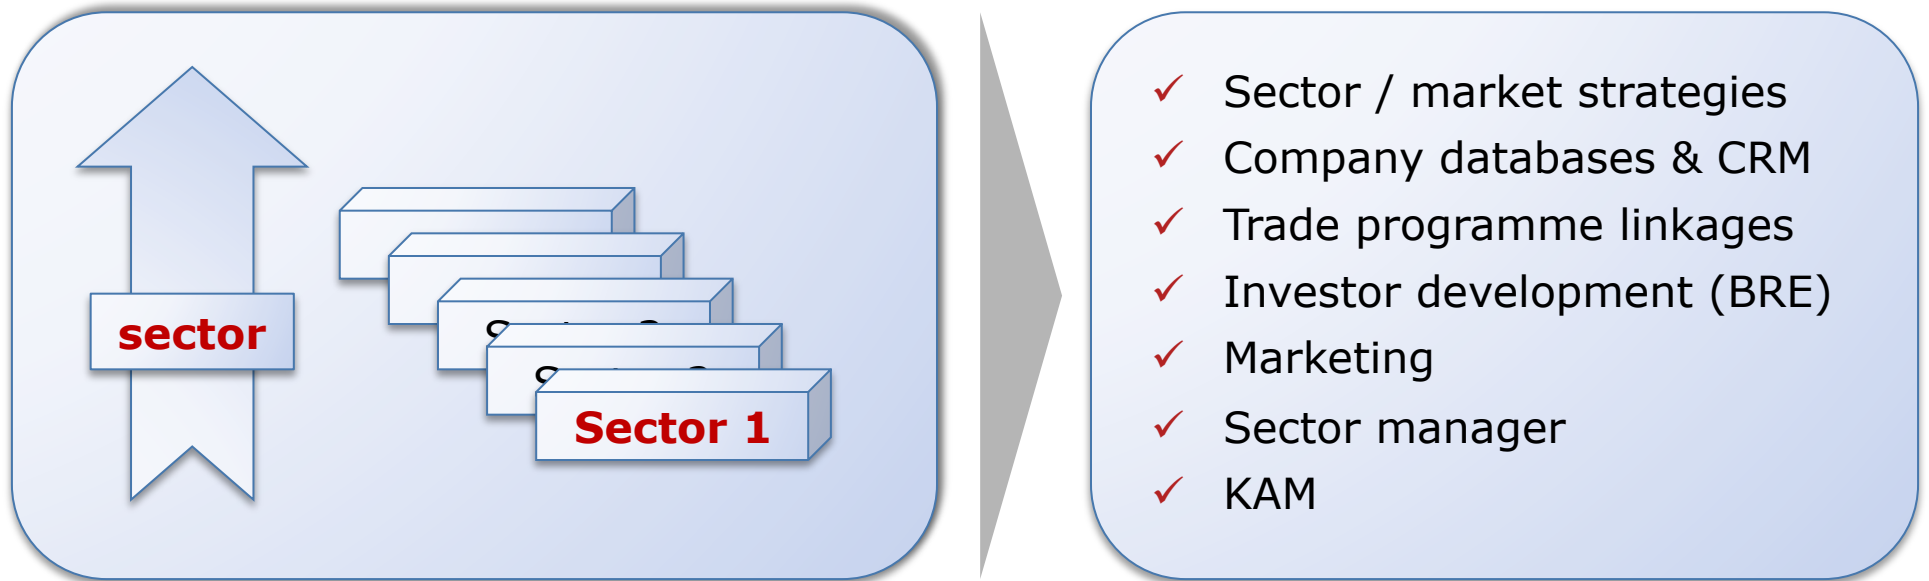 sector
Sector 1
Sector / market strategies
Company databases & CRM
Trade programme linkages
Investor development (BRE)
Marketing
Sector manager
KAM